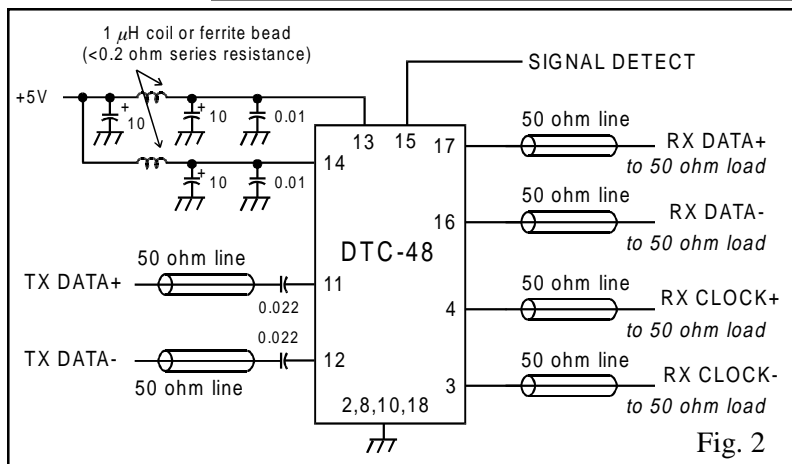 1 μH coil or ferrite bead
(<0.2 ohm series resistance)
+5V
+
10
+
10
0.01
+
10
0.01
SIGNAL DETECT
13
15
14
17
50 ohm line
RX DATA+
to 50 ohm load
16
50 ohm line
RX DATA-
to 50 ohm load
DTC-48
TX DATA+
50 ohm line
0.022
11
4
50 ohm line
RX CLOCK+
to 50 ohm load
TX DATA-
50 ohm line
0.022
12
3
50 ohm line
RX CLOCK-
to 50 ohm load
2,8,10,18
Fig. 2